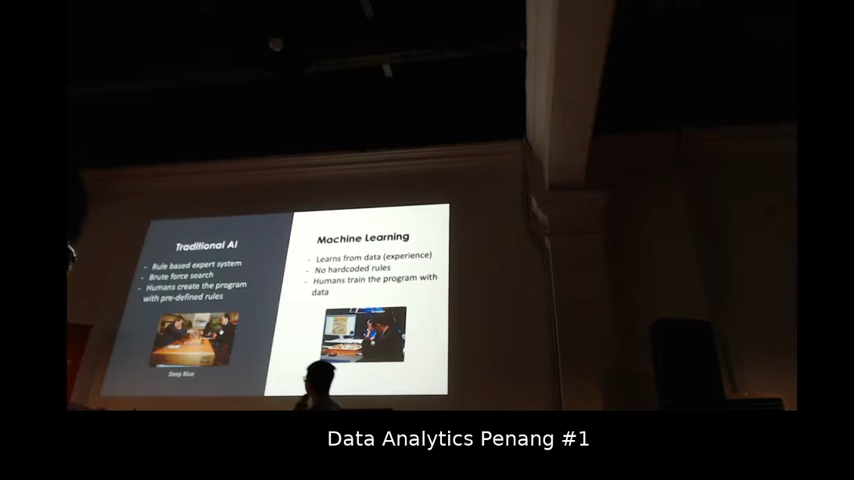 Traditional AI
- Rule based expert system
- Brute force search
- Humans create the program
with pre-defined rules
Deep Blue
Machine Learning
- Learns from data (experience)
- No hardcoded rules
- Humans train the program with
data
Data Analytics Penang #1